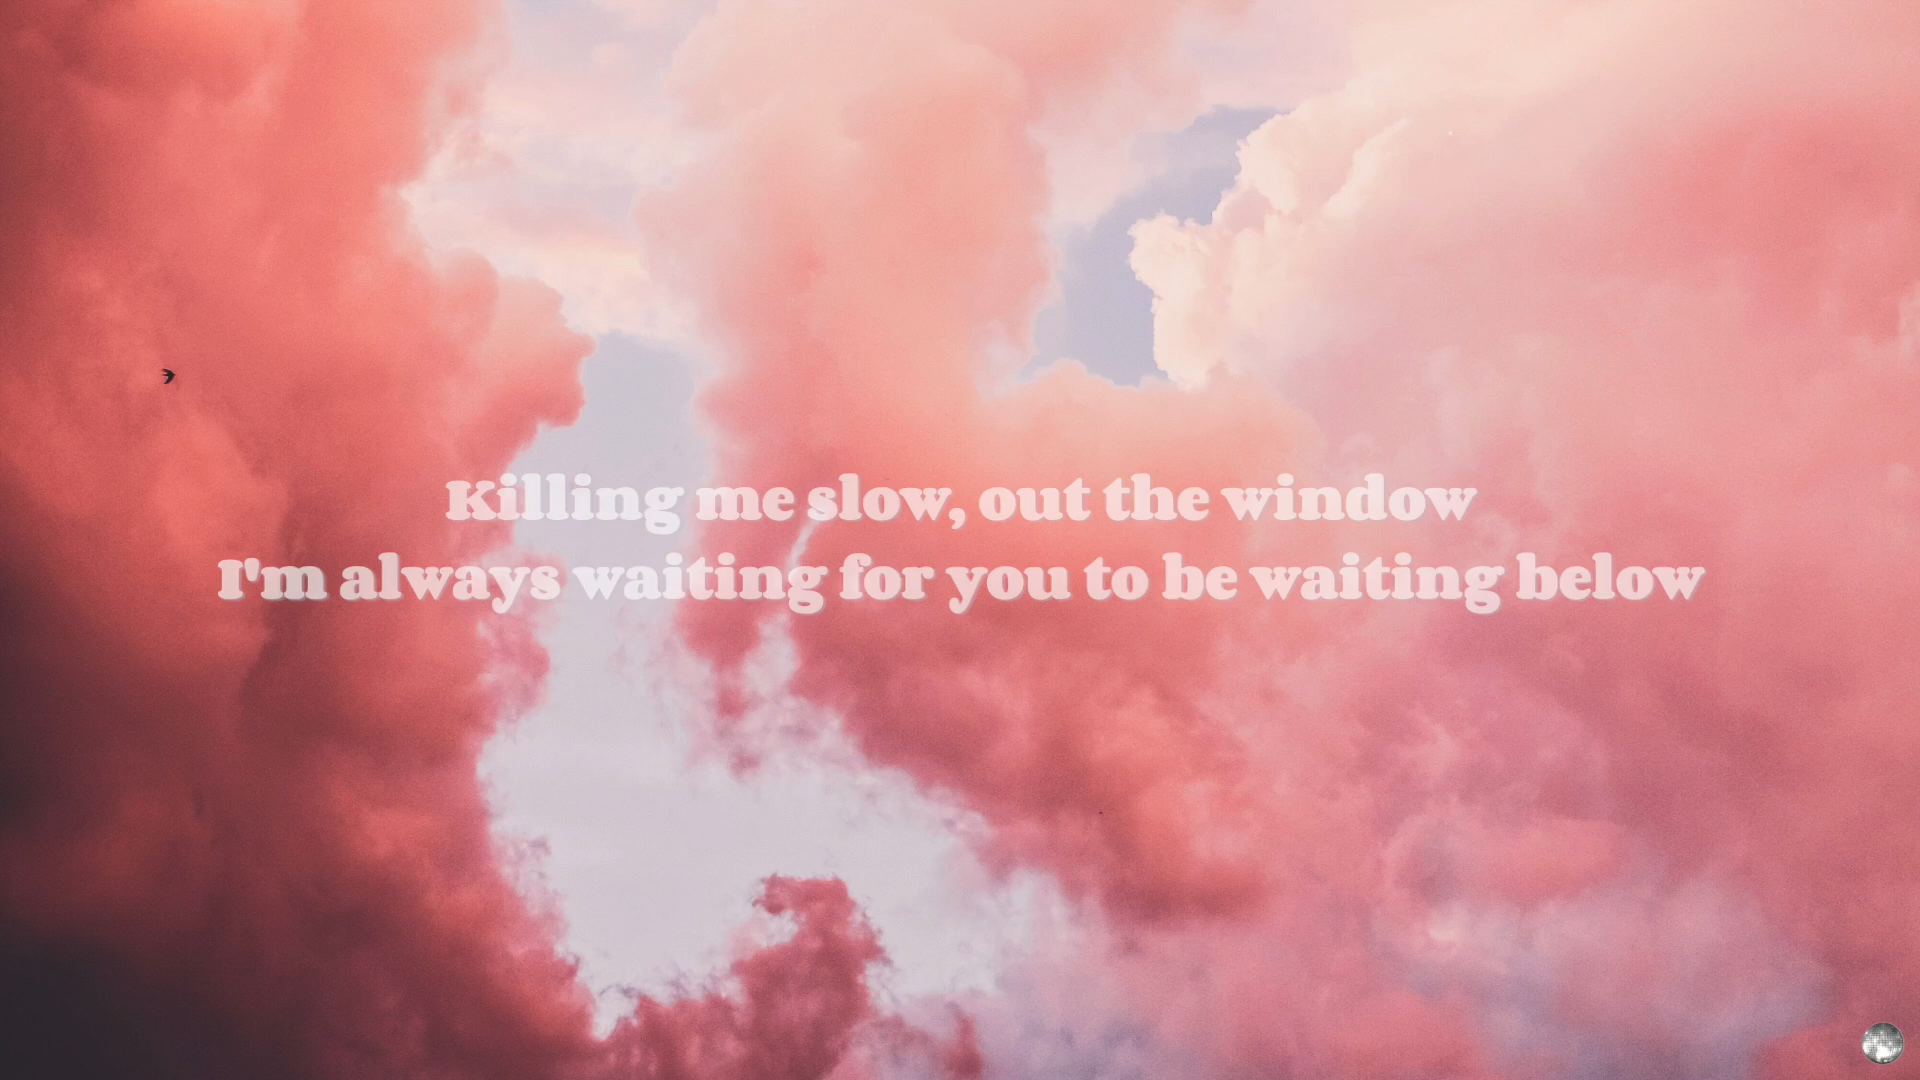 Killing me slow, out the window
I'm always waiting for you to be waiting below